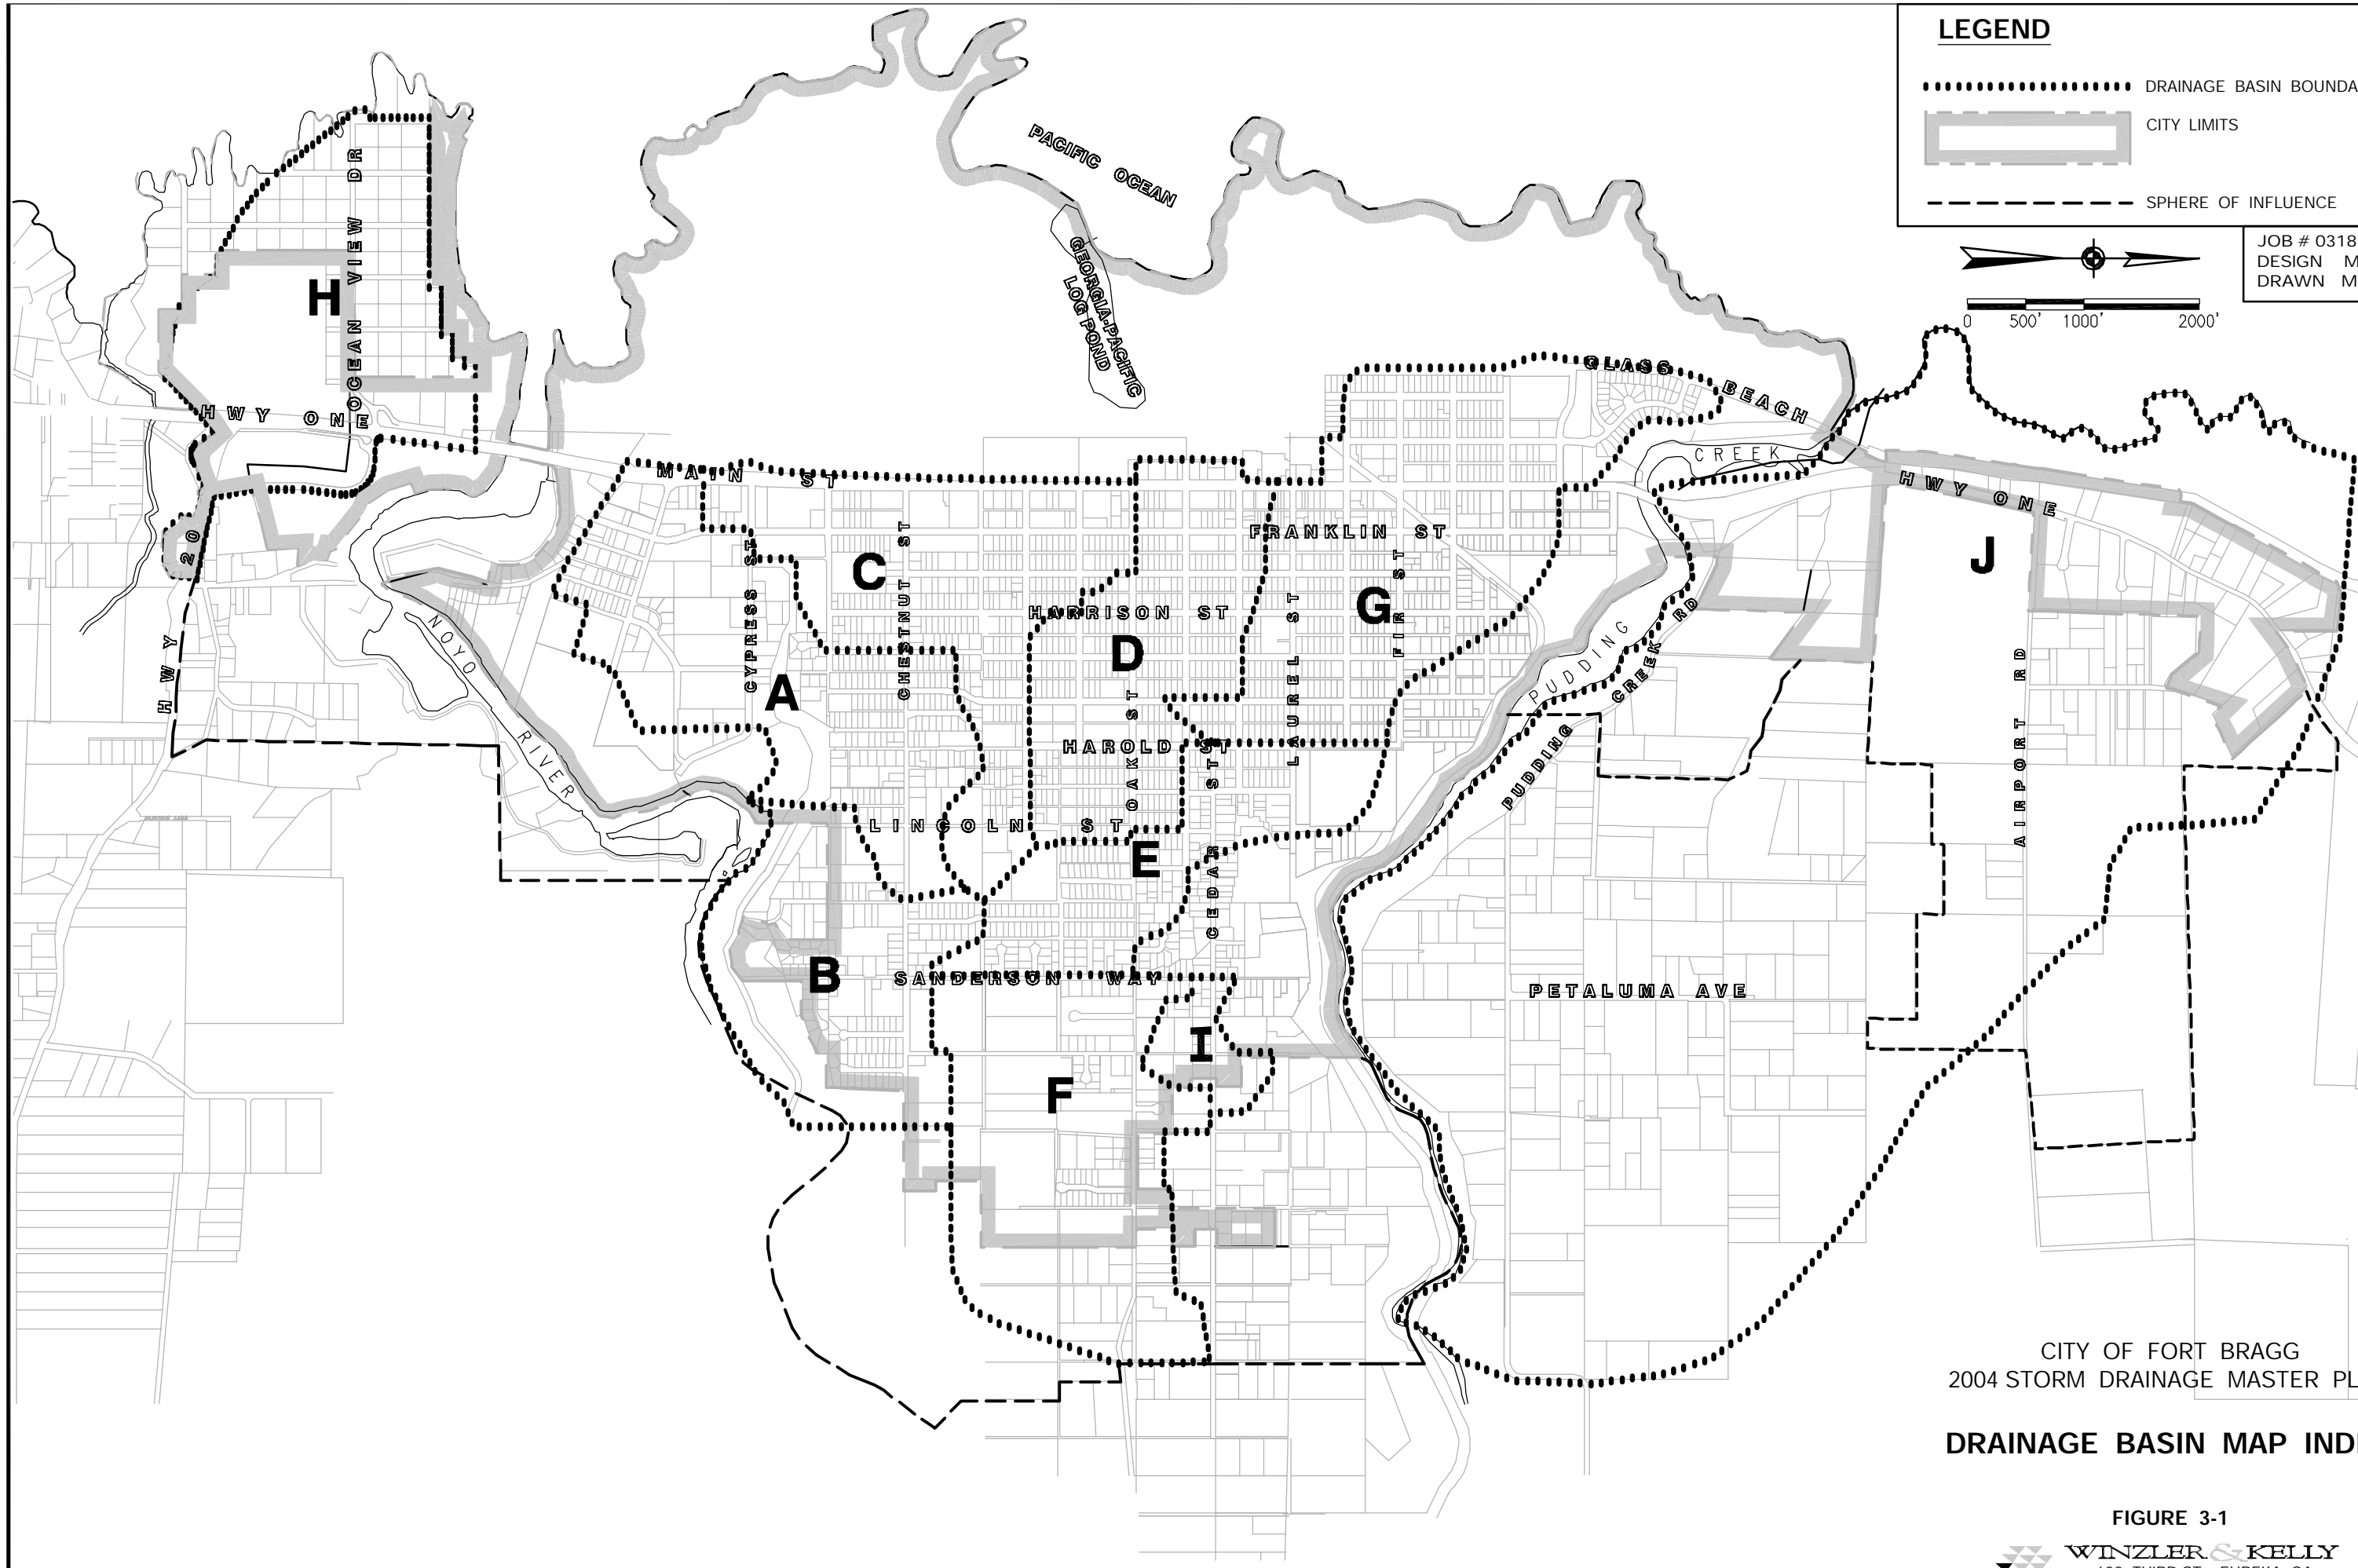 LEGEND
DRAINAGE BASIN BOUNDA
CITY LIMITS
SPHERE OF INFLUENCE
JOB # 0318
DESIGN M
DRAWN M
0 500' 1000' 2000'
PACIFIC OCEAN
GEORGIA-PACIFIC
LOG POND
OCEAN VIEW DR
H
HWY ONE
HWY 20
MAIN ST
GLASS BEACH
CREEK
HWY ONE
J
FRANKLIN ST
CYPRESS ST
C
CHESTNUT ST
HARRISON ST
G
FIRST ST
D
LAUREL ST
NOYO RIVER
A
OAK ST
HAROLD ST
PUDDING
PUDDING CREEK RD
AIRPORT RD
LINCOLN ST
E
CEDAR ST
B
SANDERSON WAY
PETALUMA AVE
I
F
CITY OF FORT BRAGG
2004 STORM DRAINAGE MASTER PL
DRAINAGE BASIN MAP IND
FIGURE 3-1
WINZLER & KELLY